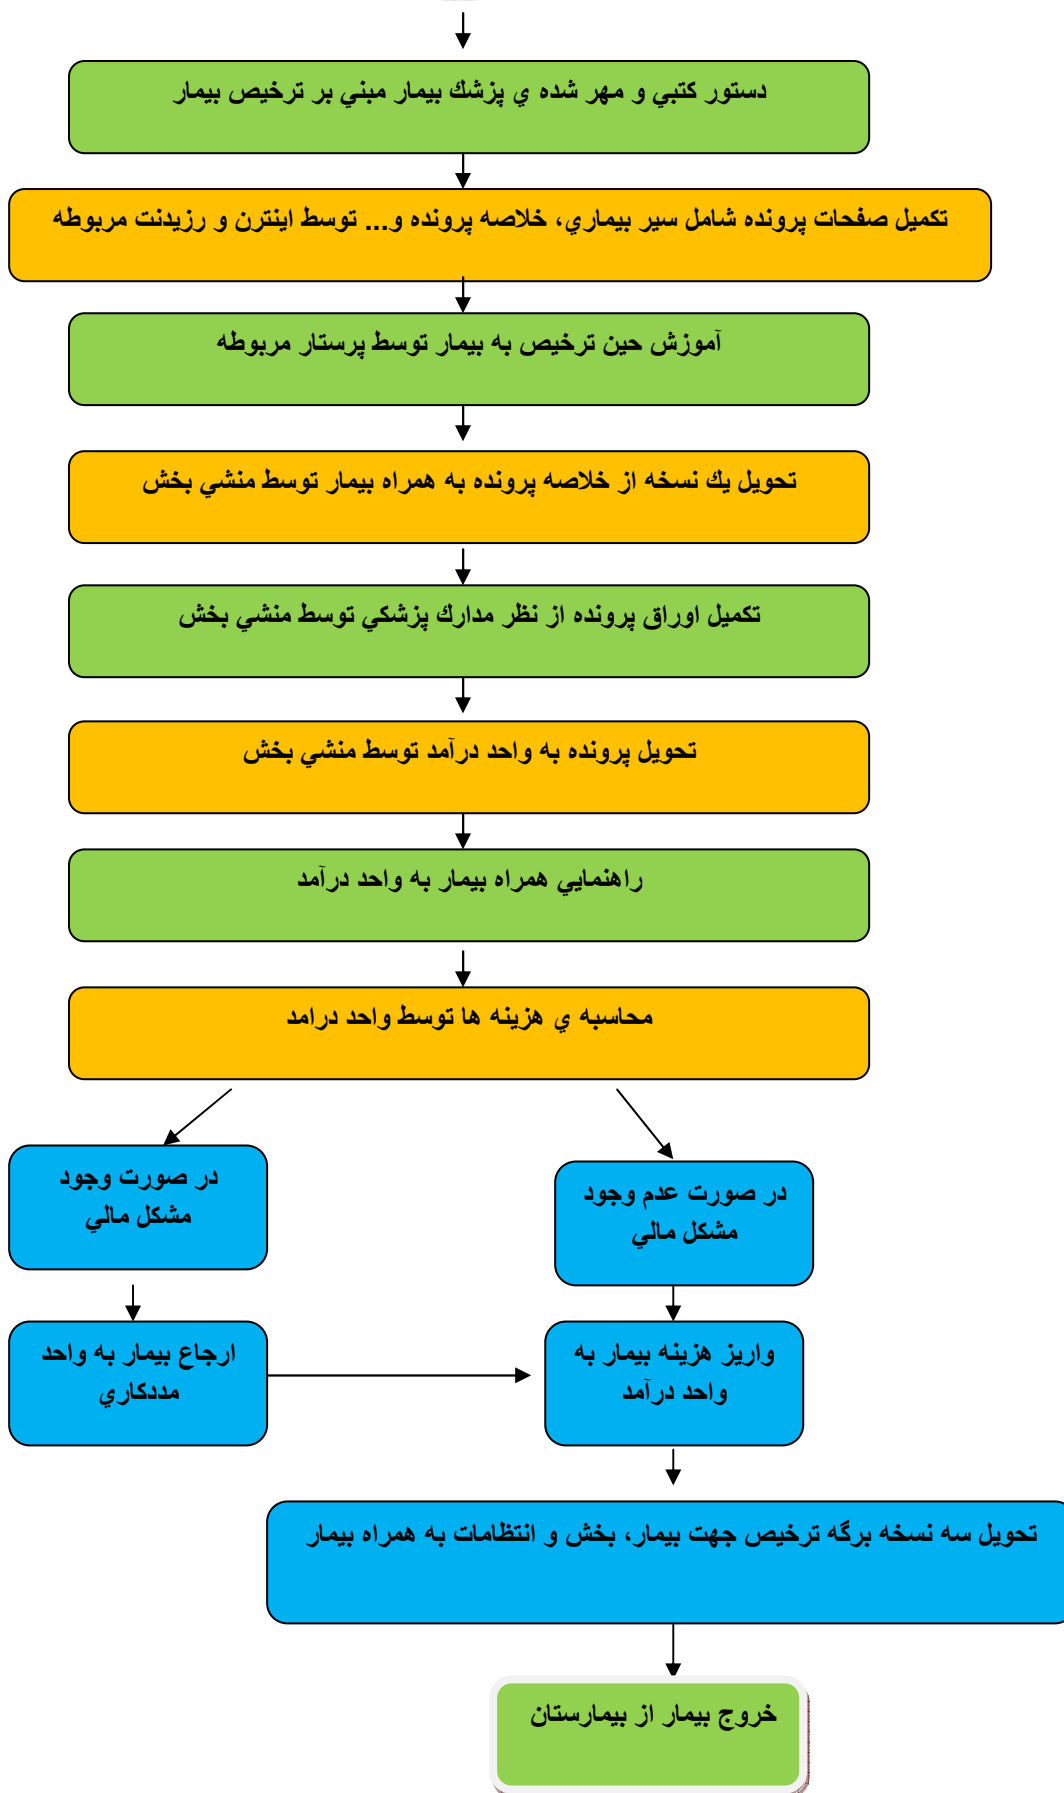 دستور كتبي و مهر شده ي پزشك بيمار مبني بر ترخيص بيمار
تكميل صفحات پرونده شامل سير بيماري، خلاصه پرونده و... توسط اينترن و رزيدنت مربوطه
آموزش حين ترخيص به بيمار توسط پرستار مربوطه
تحويل يك نسخه از خلاصه پرونده به همراه بيمار توسط منشي بخش
تكميل اوراق پرونده از نظر مدارك پزشكي توسط منشي بخش
تحويل پرونده به واحد درآمد توسط منشي بخش
راهنمايي همراه بيمار به واحد درآمد
محاسبه ي هزينه ها توسط واحد درامد
در صورت عدم وجود
مشكل مالي
در صورت وجود
مشكل مالي
واريز هزينه بيمار به
واحد درآمد
ارجاع بيمار به واحد
مددكاري
تحويل سه نسخه برگه ترخيص جهت بيمار، بخش و انتظامات به همراه بيمار
خروج بيمار از بيمارستان